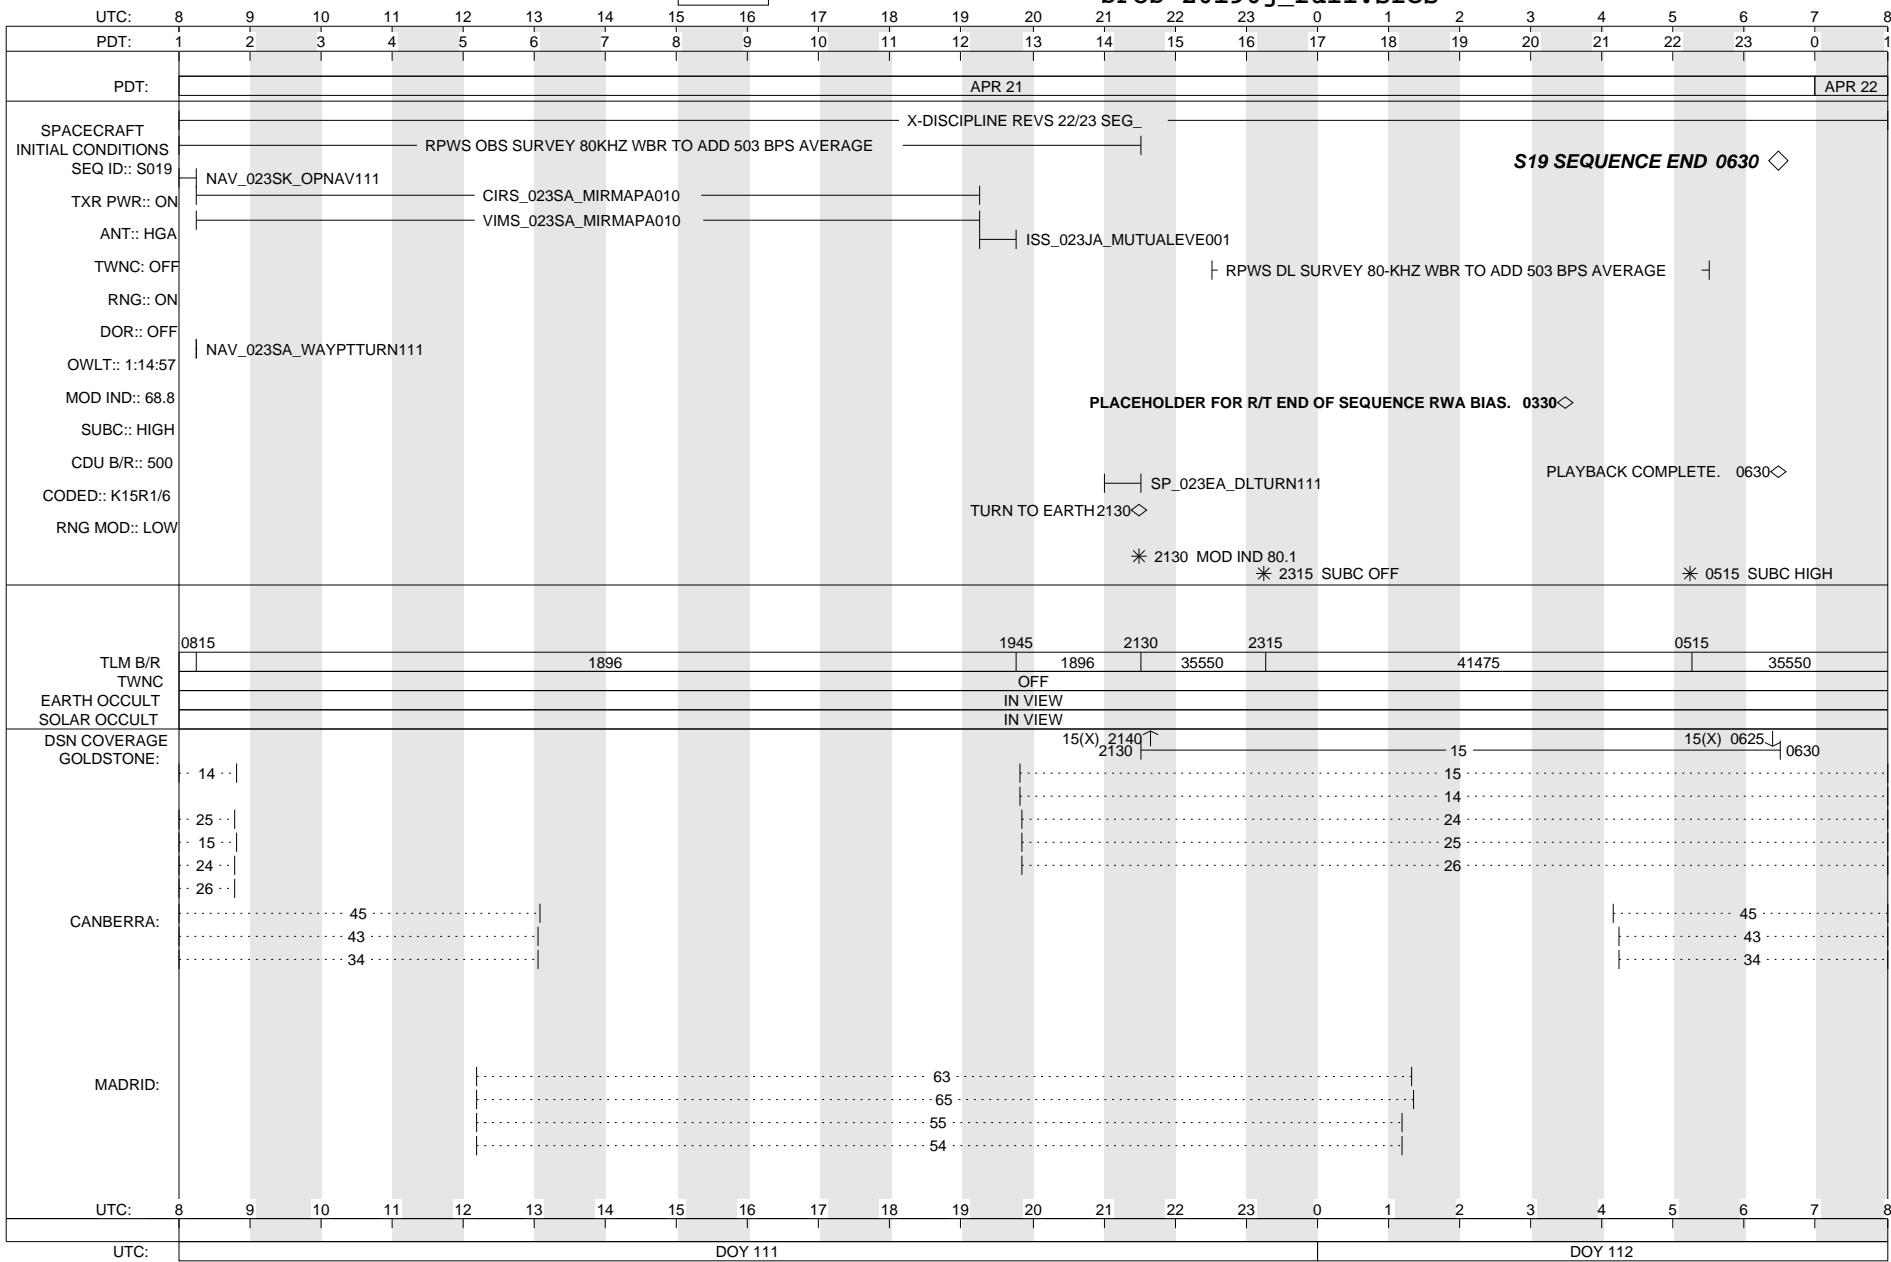 UTC: 8 9 10 11 12 13 14 15 16 17 18 19 20 21 22 23 0 1 2 3 4 5 6 7 8
PDT: 1 2 3 4 5 6 7 8 9 10 11 12 13 14 15 16 17 18 19 20 21 22 23 0 1
PDT: APR 21 APR 22
X-DISCIPLINE REVS 22/23 SEG_
SPACECRAFT
INITIAL CONDITIONS
RPWS OBS SURVEY 80KHZ WBR TO ADD 503 BPS AVERAGE
S19 SEQUENCE END 0630
SEQ ID:: S019
NAV_023SK_OPNAV111
TXR PWR:: ON
CIRS_023SA_MIRMAPA010
VIMS_023SA_MIRMAPA010
ANT:: HGA
ISS_023JA_MUTUALEVE001
TWNC: OFF
RPWS DL SURVEY 80-KHZ WBR TO ADD 503 BPS AVERAGE
RNG:: ON
DOR:: OFF
NAV_023SA_WAYPTTURN111
OWLT:: 1:14:57
MOD IND:: 68.8
PLACEHOLDER FOR R/T END OF SEQUENCE RWA BIAS. 0330
SUBC:: HIGH
CDU B/R:: 500
PLAYBACK COMPLETE. 0630
SP_023EA_DLTURN111
CODED:: K15R1/6
TURN TO EARTH 2130
RNG MOD:: LOW
2130 MOD IND 80.1
2315 SUBC OFF
0515 SUBC HIGH
0815 1945 2130 2315 0515
TLM B/R 1896 1896 35550 41475 35550
TWNC OFF
EARTH OCCULT IN VIEW
SOLAR OCCULT IN VIEW
DSN COVERAGE 15(X) 2140 15(X) 0625
GOLDSTONE: 2130 15 0630
14 15
14
25 24
15 25
24 26
26
CANBERRA: 45 45
43 43
34 34
MADRID: 63
65
55
54
UTC: 8 9 10 11 12 13 14 15 16 17 18 19 20 21 22 23 0 1 2 3 4 5 6 7 8
UTC: DOY 111 DOY 112